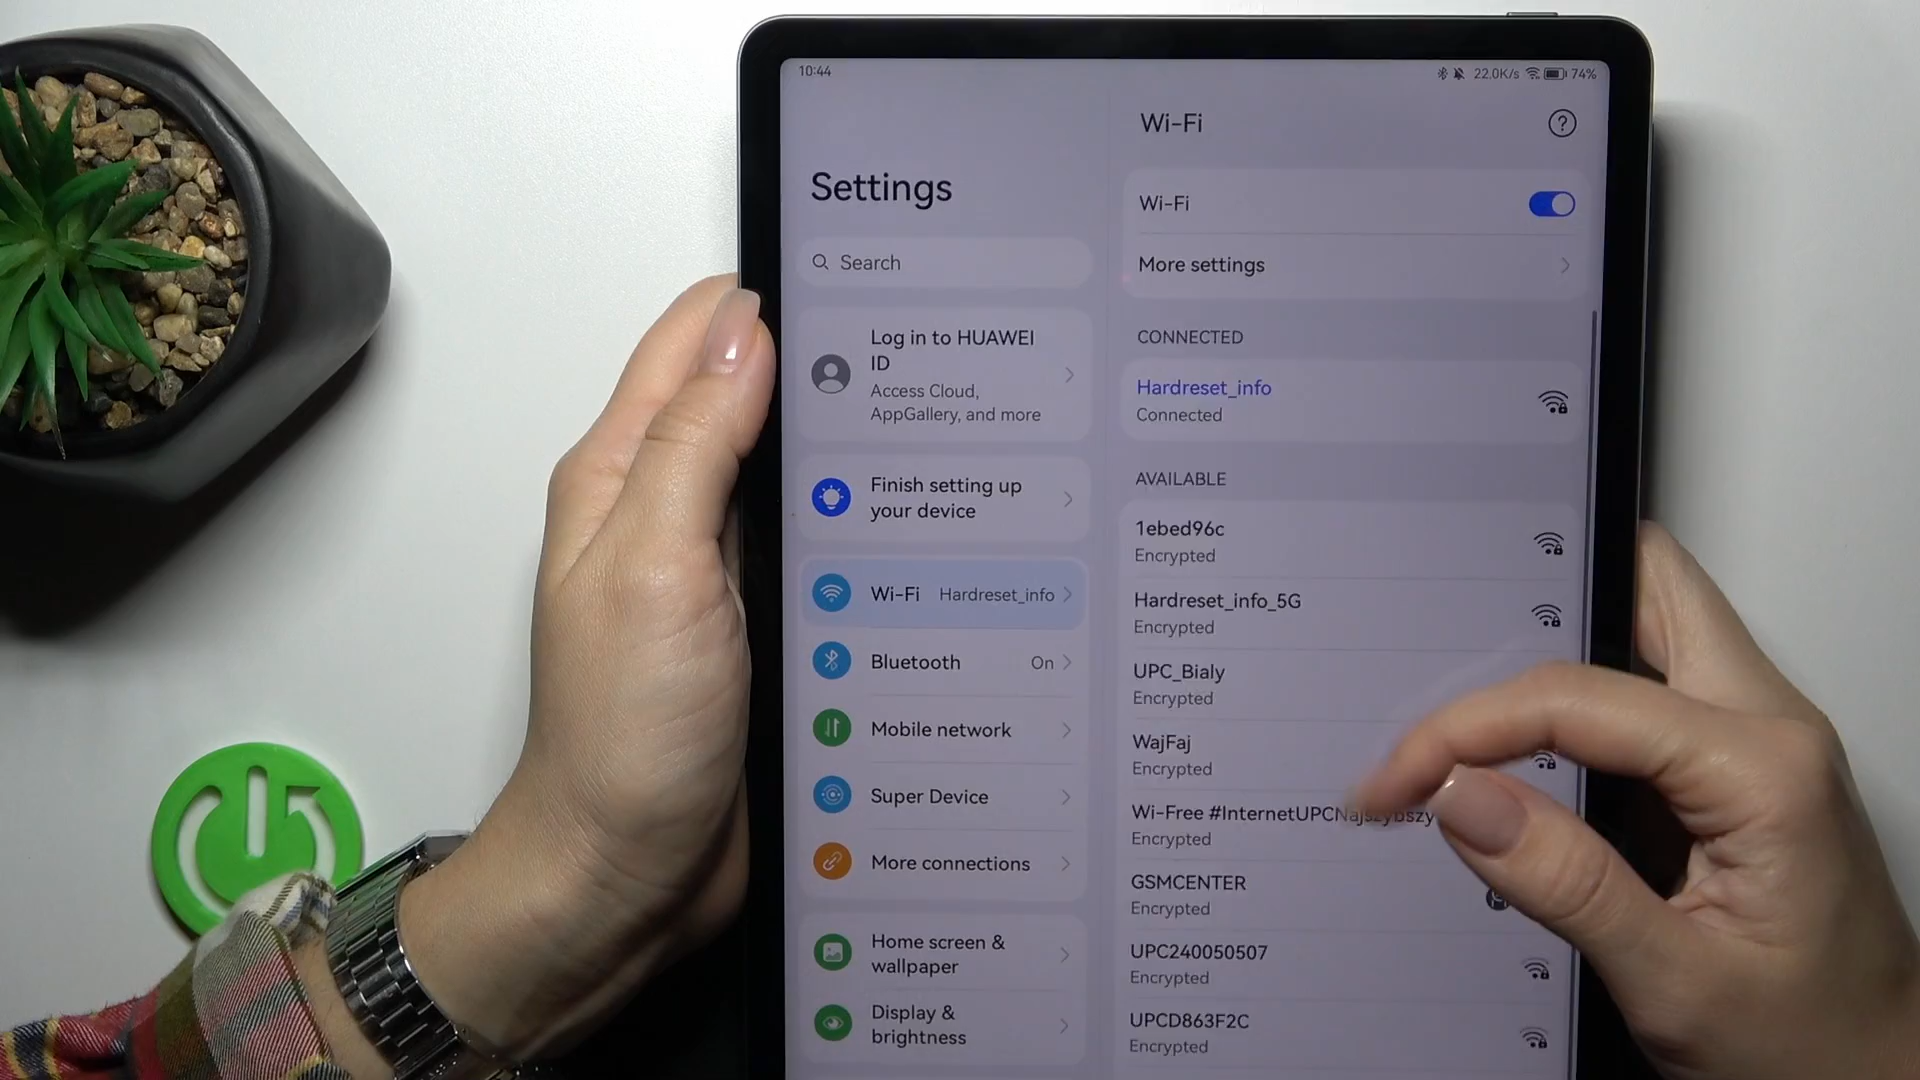 10:44
22.0K/s 74%
Settings
Search
Log in to HUAWEI
ID
Access Cloud,
AppGallery, and more
Finish setting up
your device
Wi-Fi Hardreset_info
Bluetooth On
Mobile network
Super Device
More connections
Home screen &
wallpaper
Display &
brightness
Wi-Fi
?
Wi-Fi
More settings
CONNECTED
Hardreset_info
Connected
AVAILABLE
1ebed96c
Encrypted
Hardreset_info_5G
Encrypted
UPC_Bialy
Encrypted
WajFaj
Encrypted
Wi-Free #InternetUPCNajszybszy
Encrypted
GSMCENTER
Encrypted
UPC240050507
Encrypted
UPCD863F2C
Encrypted